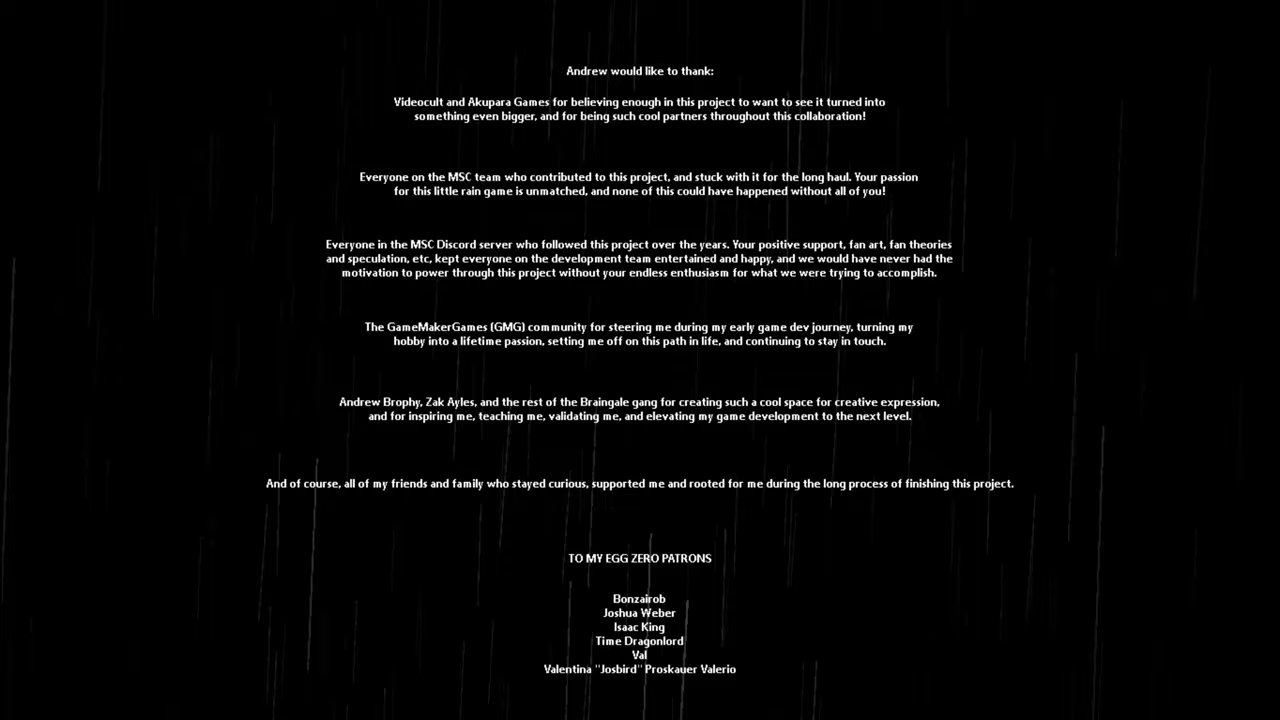 Andrew would like to thank:
Videocult and Akupara Games for believing enough in this project to want to see it turned into
something even bigger, and for being such cool partners throughout this collaboration!
Everyone on the MSC team who contributed to this project, and stuck with it for the long haul. Your passion
for this little rain game is unmatched, and none of this could have happened without all of you!
Everyone in the MSC Discord server who followed this project over the years. Your positive support, fan art, fan theories
and speculation, etc, kept everyone on the development team entertained and happy, and we would have never had the
motivation to power through this project without your endless enthusiasm for what we were trying to accomplish.
The GameMakerGames (GMG) community for steering me during my early game dev journey, turning my
hobby into a lifetime passion, setting me off on this path in life, and continuing to stay in touch.
Andrew Brophy, Zak Ayles, and the rest of the Braingale gang for creating such a cool space for creative expression,
and for inspiring me, teaching me, validating me, and elevating my game development to the next level.
And of course, all of my friends and family who stayed curious, supported me and rooted for me during the long process of finishing this project.
TO MY EGG ZERO PATRONS
Bonzairob
Joshua Weber
Isaac King
Time Dragonlord
Val
Valentina "Josbird" Proskauer Valerio